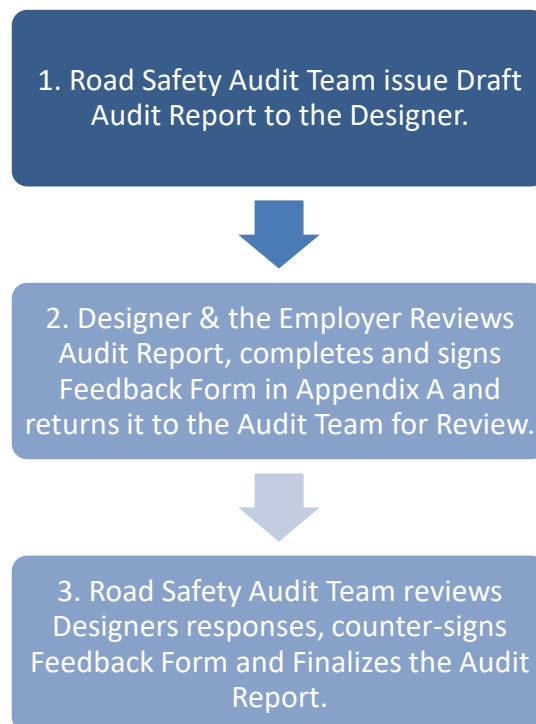 1. Road Safety Audit Team issue Draft
Audit Report to the Designer.
2. Designer & the Employer Reviews
Audit Report, completes and signs
Feedback Form in Appendix A and
returns it to the Audit Team for Review.
3. Road Safety Audit Team reviews
Designers responses, counter-signs
Feedback Form and Finalizes the Audit
Report.